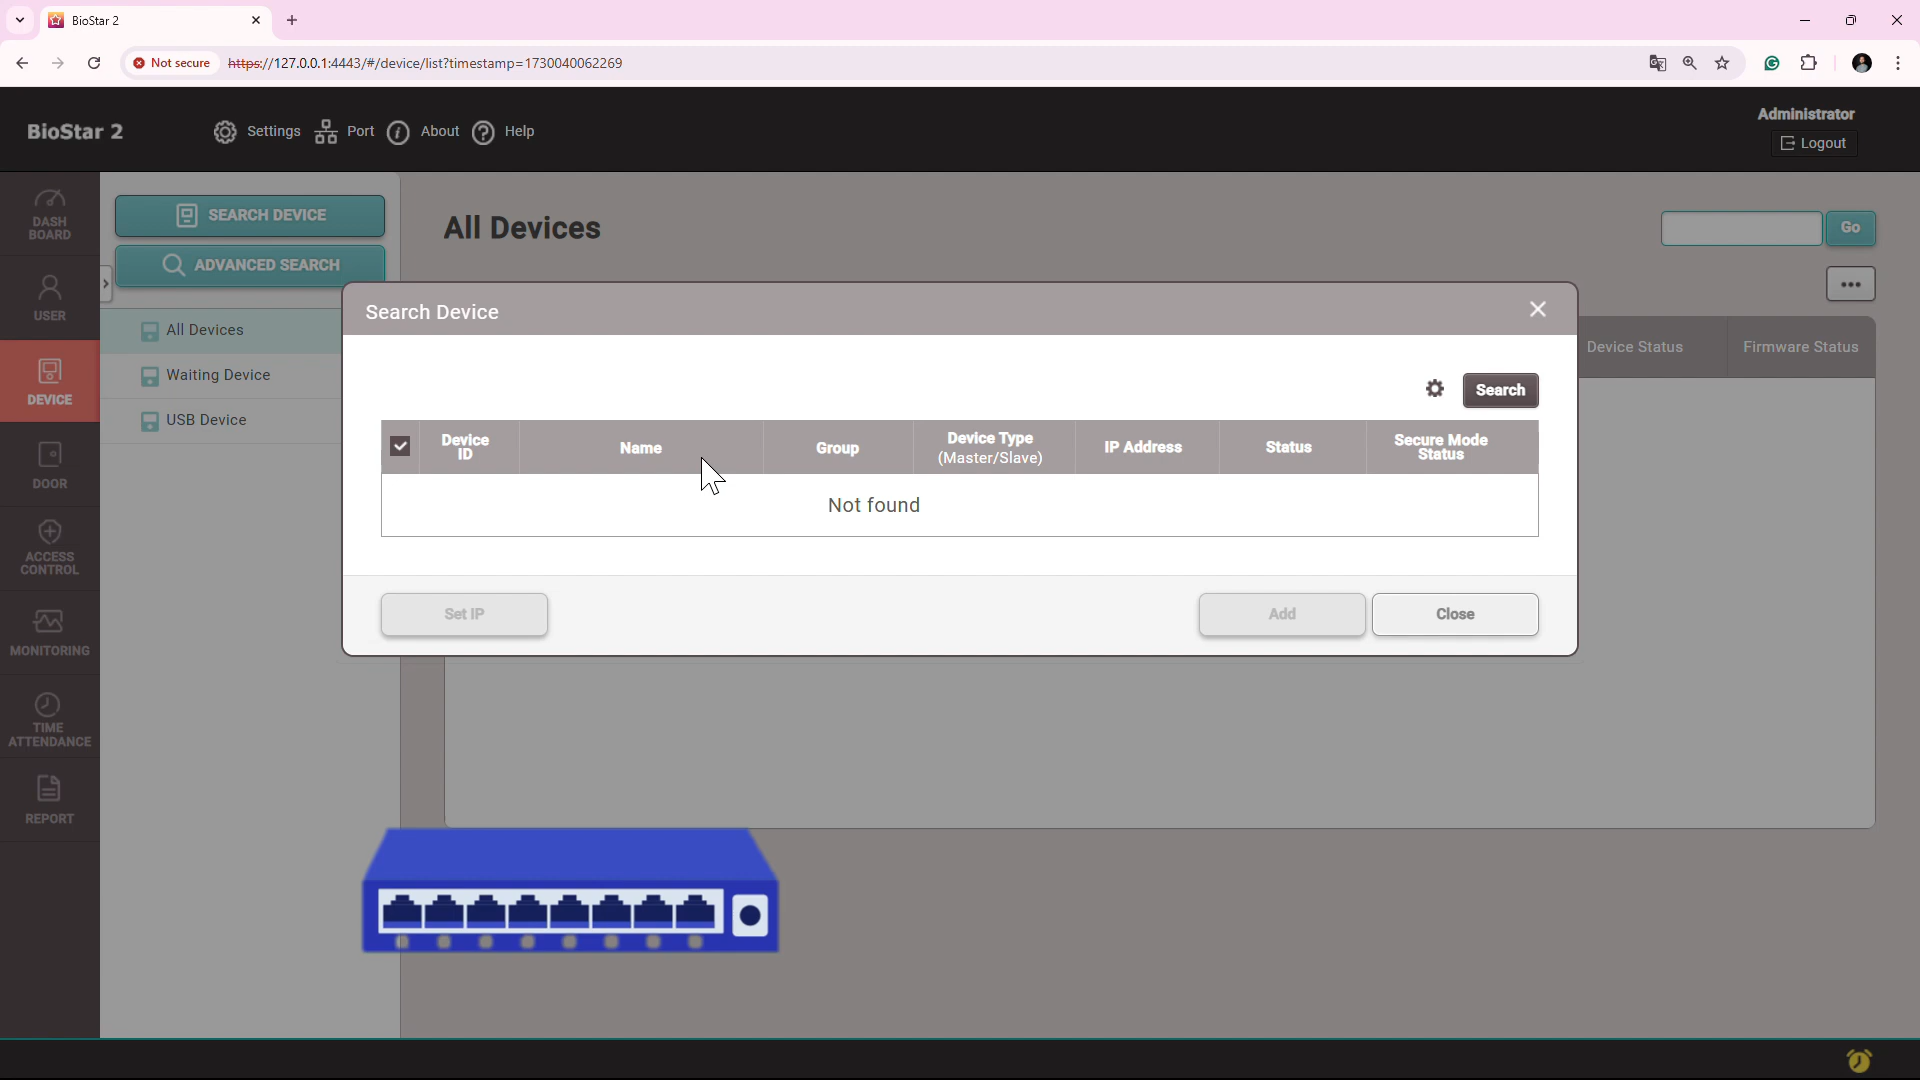 BioStar 2
Not secure
https://127.0.0.1:4443/#/device/list?timestamp=1730040062269
BioStar 2
Settings
Port
About
Help
Administrator
Logout
DASH
BOARD
USER
DEVICE
DOOR
ACCESS
CONTROL
MONITORING
TIME
ATTENDANCE
REPORT
SEARCH DEVICE
ADVANCED SEARCH
All Devices
Waiting Device
USB Device
All Devices
Go
Device Status
Firmware Status
Search Device
Search
Device
ID
Name
Group
Device Type
(Master/Slave)
IP Address
Status
Secure Mode
Status
Not found
Set IP
Add
Close